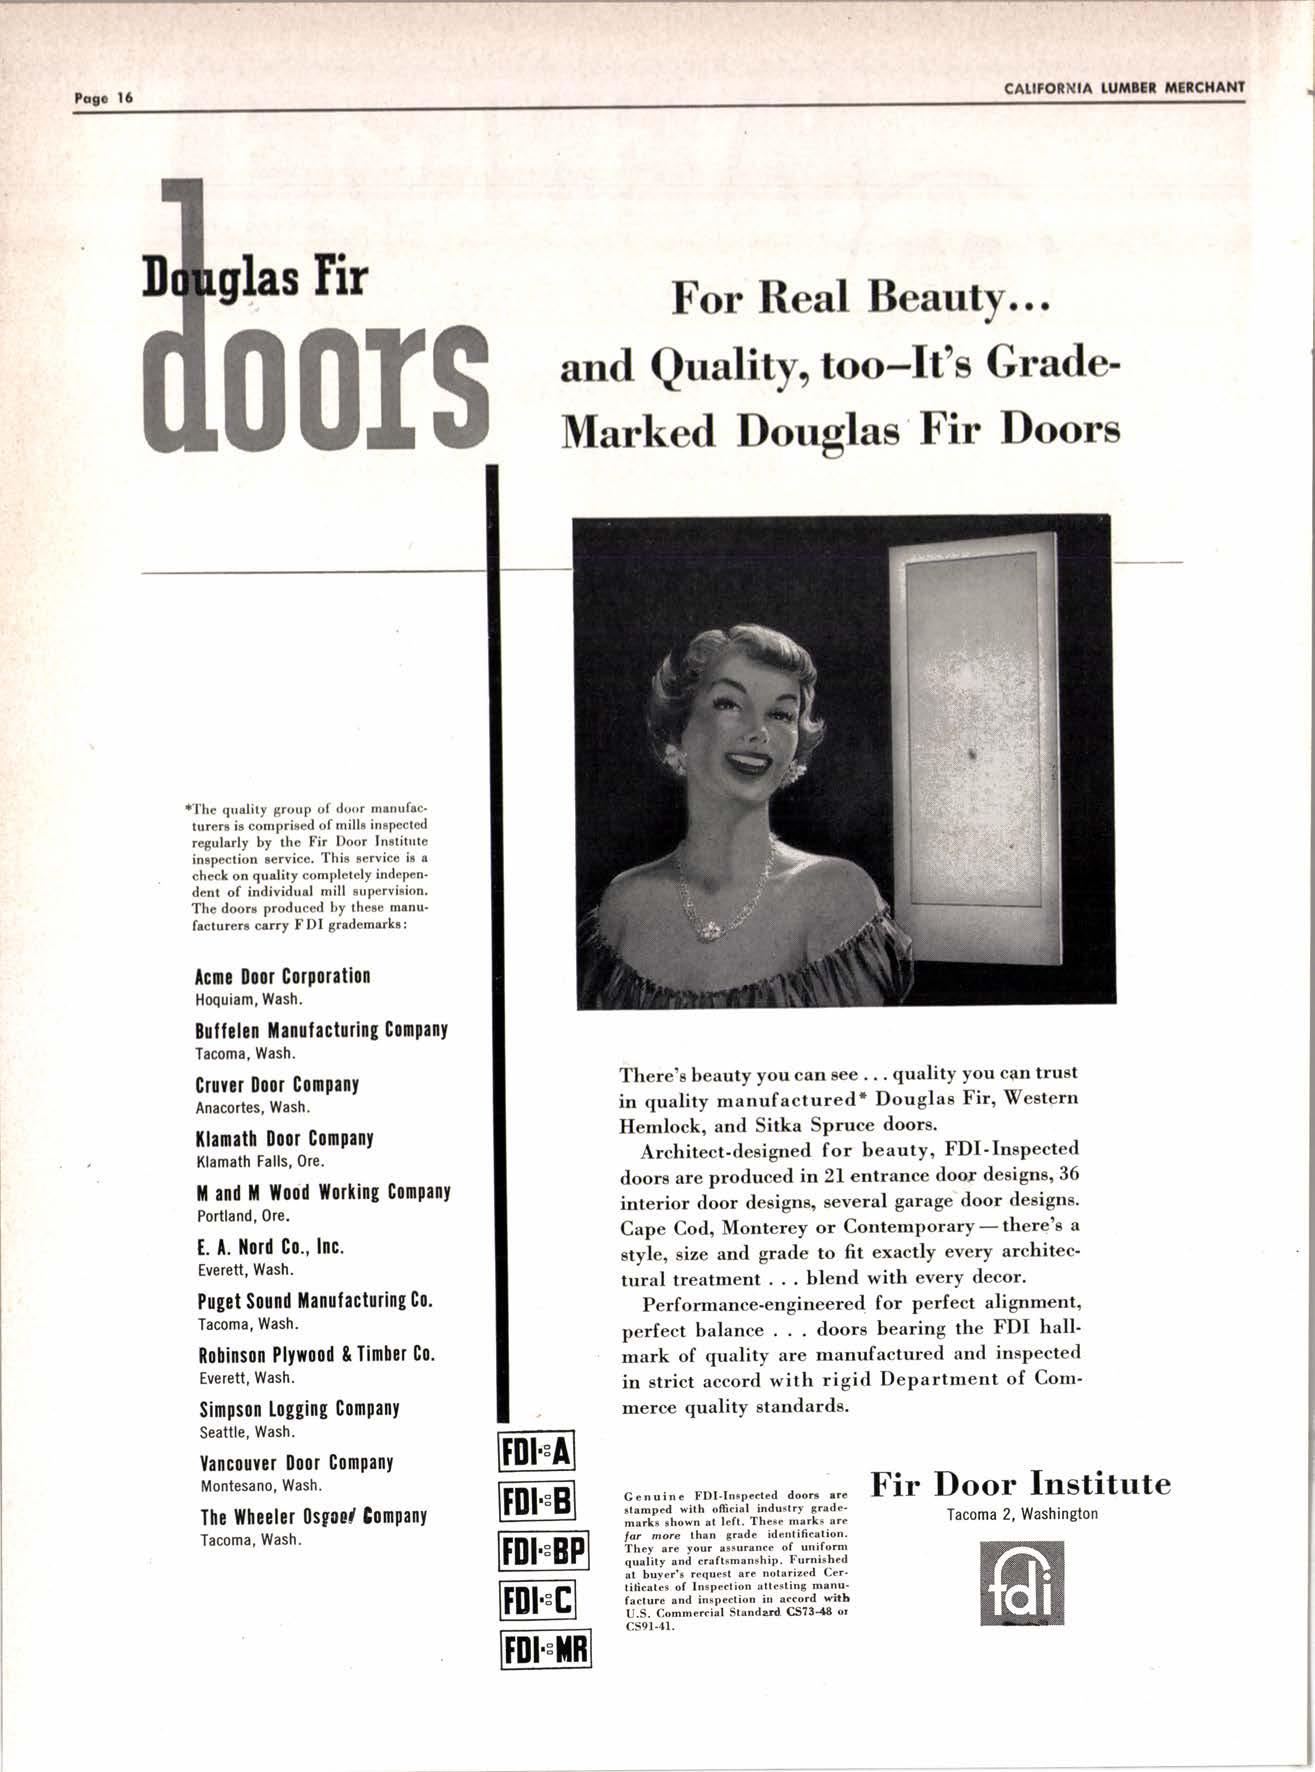 Page 16
CALIFORNIA LUMBER MERCHANT
Douglas Fir
doors
For Real Beauty...
and Quality, too—It's Grade-
Marked Douglas Fir Doors
*The quality group of door manufac-
turers is comprised of mills inspected
regularly by the Fir Door Institute
inspection service. This service is a
check on quality completely indepen-
dent of individual mill supervision.
The doors produced by these manu-
facturers carry FDI grademarks:
Acme Door Corporation
Hoquiam, Wash.
Buffelen Manufacturing Company
Tacoma, Wash.
Cruver Door Company
Anacortes, Wash.
Klamath Door Company
Klamath Falls, Ore.
M and M Wood Working Company
Portland, Ore.
E. A. Nord Co., Inc.
Everett, Wash.
Puget Sound Manufacturing Co.
Tacoma, Wash.
Robinson Plywood & Timber Co.
Everett, Wash.
Simpson Logging Company
Seattle, Wash.
Vancouver Door Company
Montesano, Wash.
The Wheeler Osgood Company
Tacoma, Wash.
There's beauty you can see . . . quality you can trust
in quality manufactured* Douglas Fir, Western
Hemlock, and Sitka Spruce doors.
Architect-designed for beauty, FDI-Inspected
doors are produced in 21 entrance door designs, 36
interior door designs, several garage door designs.
Cape Cod, Monterey or Contemporary — there's a
style, size and grade to fit exactly every architec-
tural treatment . . . blend with every decor.
Performance-engineered for perfect alignment,
perfect balance . . . doors bearing the FDI hall-
mark of quality are manufactured and inspected
in strict accord with rigid Department of Com-
merce quality standards.
FDI-A
FDI-B
FDI-BP
FDI-C
FDI-MR
Genuine FDI-Inspected doors are
stamped with official industry grade-
marks shown at left. These marks are
far more than grade identification.
They are your assurance of uniform
quality and craftsmanship. Furnished
at buyer's request are notarized Cer-
tificates of Inspection attesting manu-
facture and inspection in accord with
U.S. Commercial Standard CS73-48 or
CS91-41.
Fir Door Institute
Tacoma 2, Washington
fdi